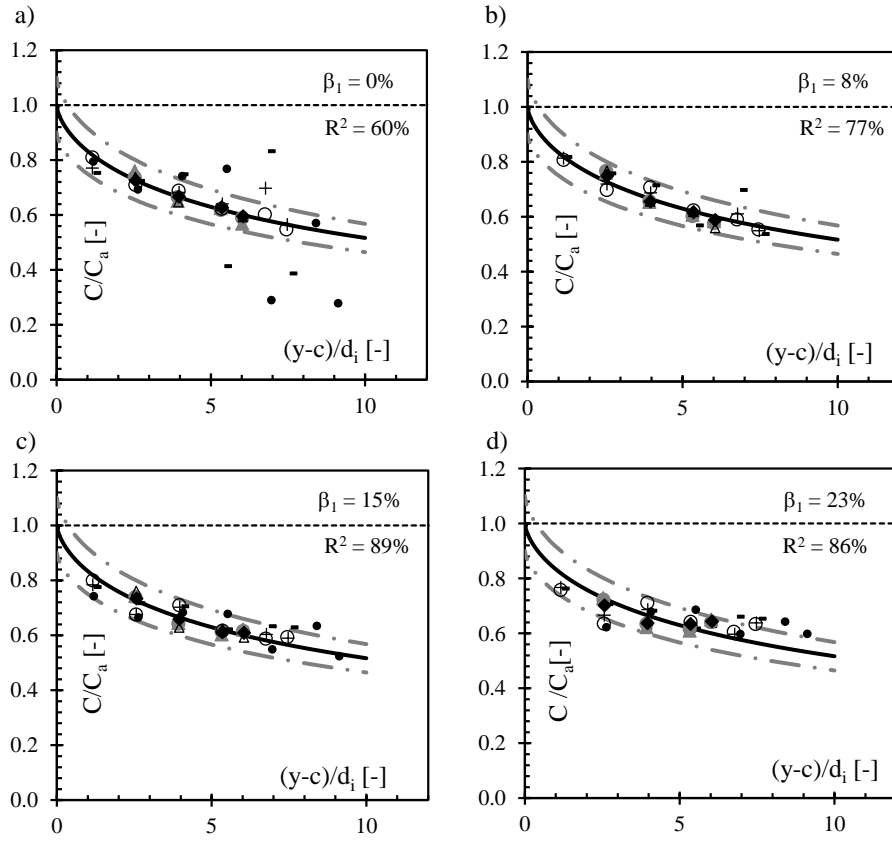 a)
1.2
1.0
0.8
0.6
0.4
0.2
0.0
0
5
10
C/Cₐ [-]
(y-c)/dᵢ [-]
β₁ = 0%
R² = 60%
b)
1.2
1.0
0.8
0.6
0.4
0.2
0.0
0
5
10
C/Cₐ [-]
(y-c)/dᵢ [-]
β₁ = 8%
R² = 77%
c)
1.2
1.0
0.8
0.6
0.4
0.2
0.0
0
5
10
C/Cₐ [-]
(y-c)/dᵢ [-]
β₁ = 15%
R² = 89%
d)
1.2
1.0
0.8
0.6
0.4
0.2
0.0
0
5
10
C /Cₐ[-]
(y-c)/dᵢ [-]
β₁ = 23%
R² = 86%